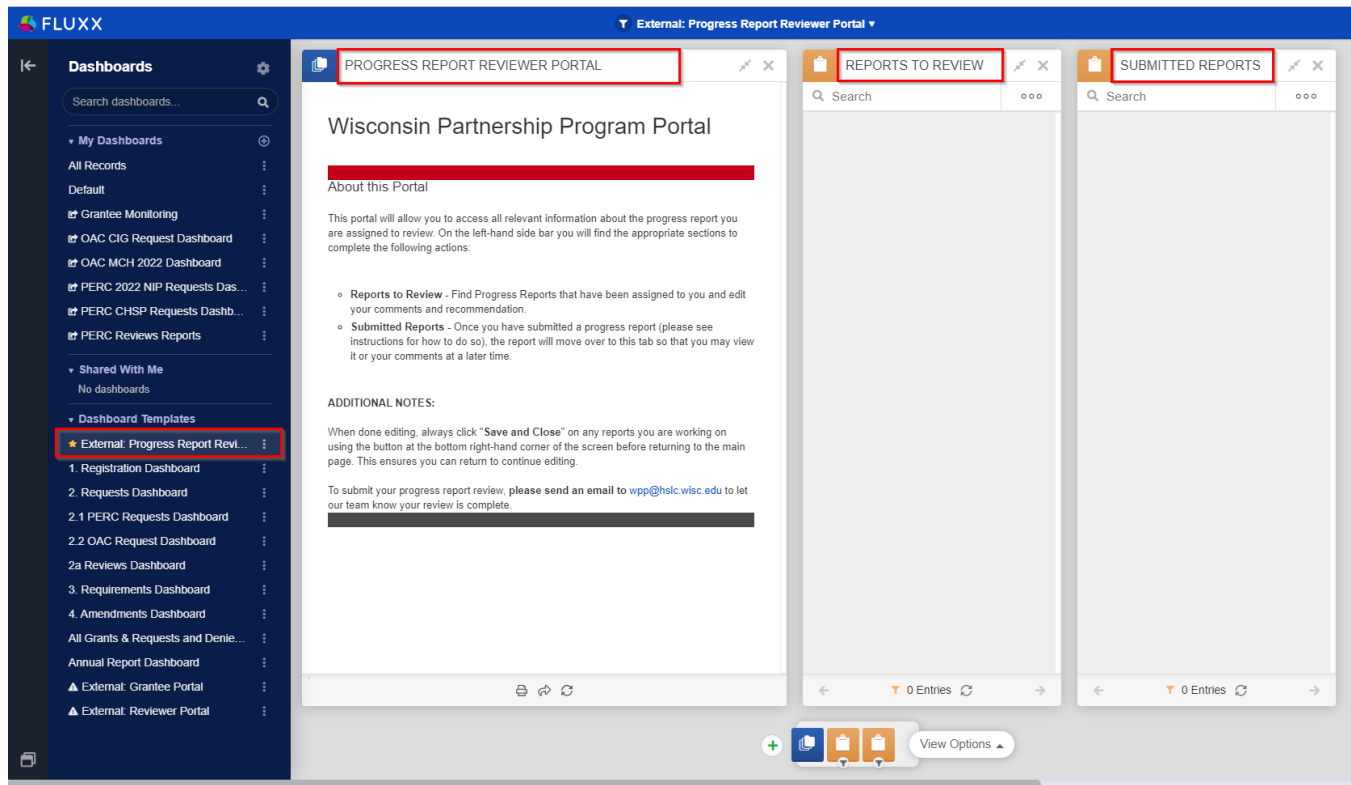 FLUXX
External: Progress Report Reviewer Portal ▾
Dashboards
Search dashboards...
My Dashboards
All Records
Default
Grantee Monitoring
OAC CIG Request Dashboard
OAC MCH 2022 Dashboard
PERC 2022 NIP Requests Das...
PERC CHSP Requests Dashb...
PERC Reviews Reports
Shared With Me
No dashboards
Dashboard Templates
External: Progress Report Revi...
1. Registration Dashboard
2. Requests Dashboard
2.1 PERC Requests Dashboard
2.2 OAC Request Dashboard
2a Reviews Dashboard
3. Requirements Dashboard
4. Amendments Dashboard
All Grants & Requests and Denie...
Annual Report Dashboard
External: Grantee Portal
External: Reviewer Portal
PROGRESS REPORT REVIEWER PORTAL
Wisconsin Partnership Program Portal
About this Portal
This portal will allow you to access all relevant information about the progress report you
are assigned to review. On the left-hand side bar you will find the appropriate sections to
complete the following actions:
Reports to Review - Find Progress Reports that have been assigned to you and edit
your comments and recommendation.
Submitted Reports - Once you have submitted a progress report (please see
instructions for how to do so), the report will move over to this tab so that you may view
it or your comments at a later time.
ADDITIONAL NOTES:
When done editing, always click "Save and Close" on any reports you are working on
using the button at the bottom right-hand corner of the screen before returning to the main
page. This ensures you can return to continue editing.
To submit your progress report review, please send an email to wpp@hslc.wisc.edu to let
our team know your review is complete.
REPORTS TO REVIEW
Search
0 Entries
SUBMITTED REPORTS
Search
0 Entries
View Options